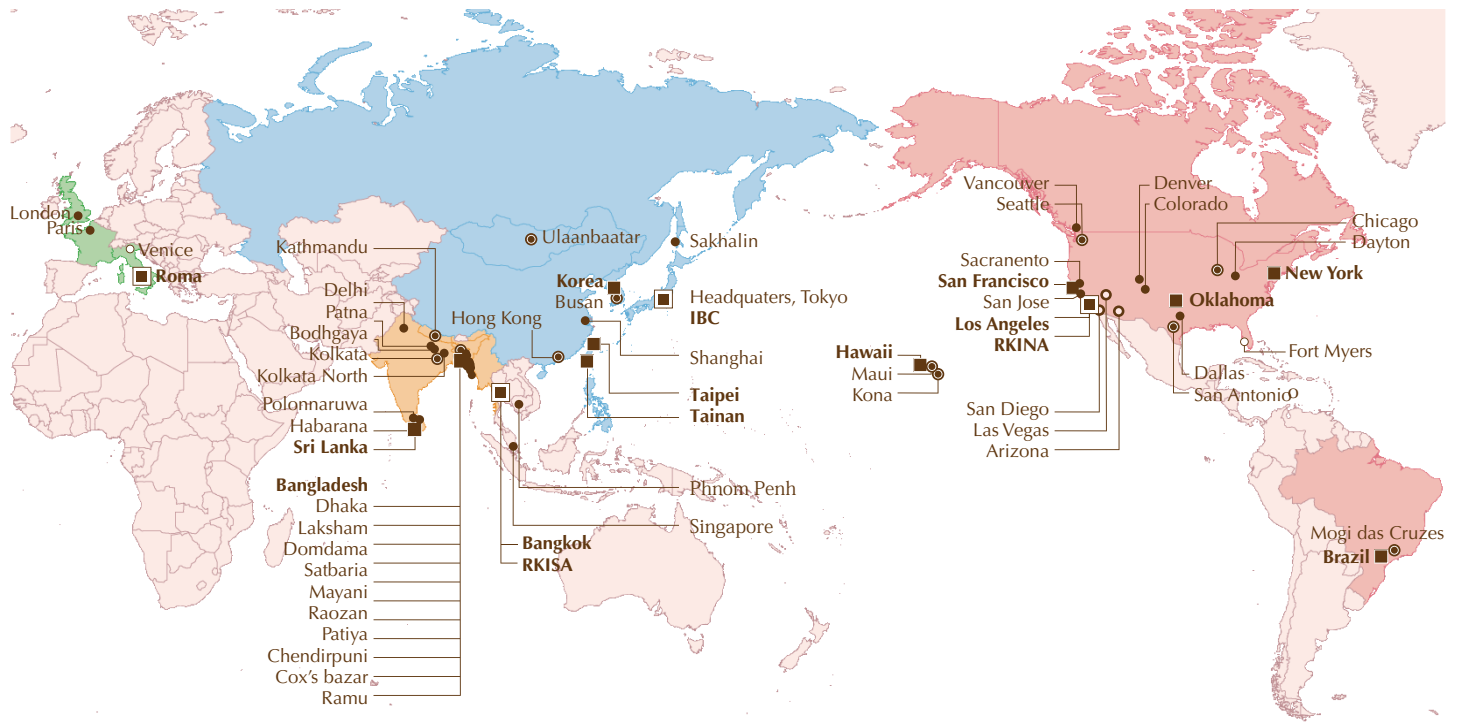 London
Paris
Venice
Roma
Kathmandu
Delhi
Patna
Bodhgaya
Kolkata
Kolkata North
Polonnaruwa
Habarana
Sri Lanka
Bangladesh
Dhaka
Laksham
Domdama
Satbaria
Mayani
Raozan
Patiya
Chendirpuni
Cox's bazar
Ramu
Ulaanbaatar
Sakhalin
Korea
Busan
Headquaters, Tokyo
IBC
Hong Kong
Shanghai
Taipei
Tainan
Phnom Penh
Singapore
Bangkok
RKISA
Hawaii
Maui
Kona
Vancouver
Seattle
Denver
Colorado
Chicago
Dayton
Sacranento
San Francisco
San Jose
Los Angeles
RKINA
New York
Oklahoma
Fort Myers
Dallas
San Antonio
San Diego
Las Vegas
Arizona
Mogi das Cruzes
Brazil